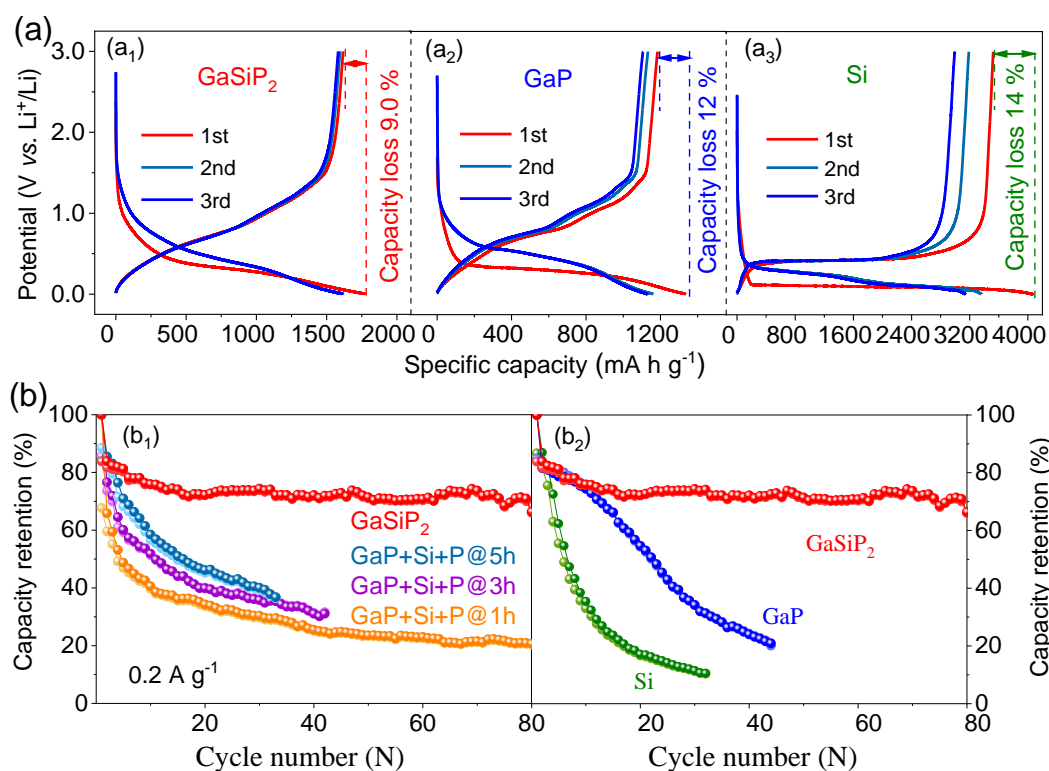 (a)
(a1)
(a2)
(a3)
GaSiP2
GaP
Si
1st
2nd
3rd
1st
2nd
3rd
1st
2nd
3rd
Capacity loss 9.0 %
Capacity loss 12 %
Capacity loss 14 %
Potential (V vs. Li+/Li)
3.0
2.0
1.0
0.0
0 500 1000 1500 2000
0 400 800 1200
0 800 1600 2400 3200 4000
Specific capacity (mA h g-1)
(b)
(b1)
(b2)
Capacity retention (%)
100
80
60
40
20
0
GaSiP2
GaP+Si+P@5h
GaP+Si+P@3h
GaP+Si+P@1h
0.2 A g-1
GaSiP2
GaP
Si
100
80
60
40
20
0
Capacity retention (%)
20 40 60 80
0 20 40 60 80
Cycle number (N)
Cycle number (N)